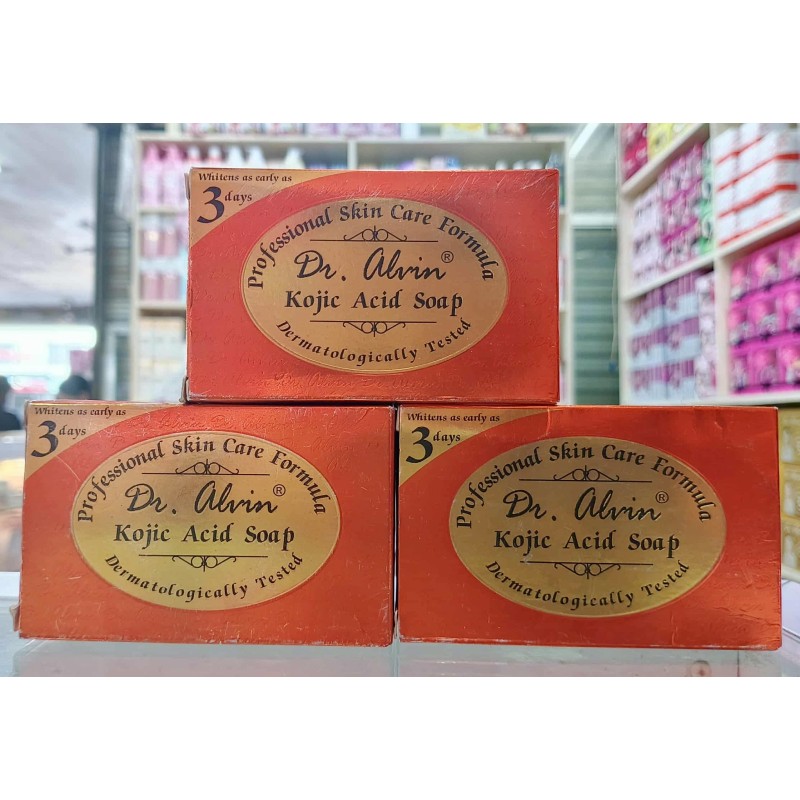 Whitens as early as
3 days
Professional Skin Care Formula
Dr. Alvin®
Kojic Acid Soap
Dermatologically Tested
Whitens as early as
3 days
Professional Skin Care Formula
Dr. Alvin®
Kojic Acid Soap
Dermatologically Tested
Whitens as early as
3 days
Professional Skin Care Formula
Dr. Alvin®
Kojic Acid Soap
Dermatologically Tested